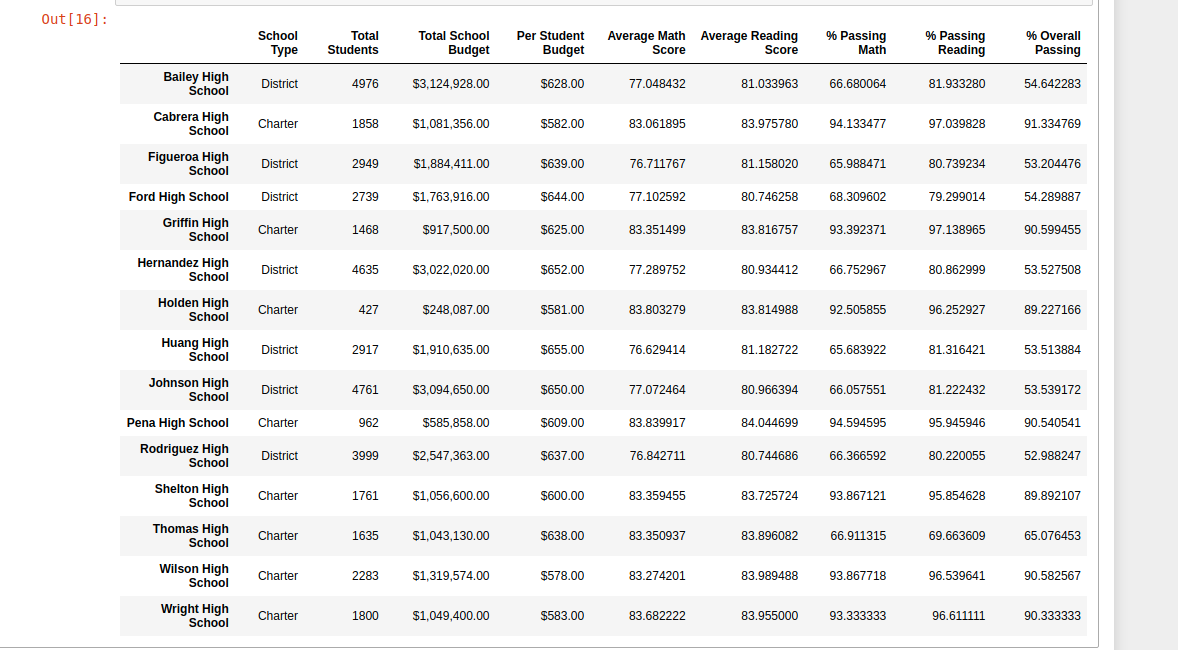 Out[16]:
School Type Total Students Total School Budget Per Student Budget Average Math Score Average Reading Score % Passing Math % Passing Reading % Overall Passing
Bailey High School District 4976 $3,124,928.00 $628.00 77.048432 81.033963 66.680064 81.933280 54.642283
Cabrera High School Charter 1858 $1,081,356.00 $582.00 83.061895 83.975780 94.133477 97.039828 91.334769
Figueroa High School District 2949 $1,884,411.00 $639.00 76.711767 81.158020 65.988471 80.739234 53.204476
Ford High School District 2739 $1,763,916.00 $644.00 77.102592 80.746258 68.309602 79.299014 54.289887
Griffin High School Charter 1468 $917,500.00 $625.00 83.351499 83.816757 93.392371 97.138965 90.599455
Hernandez High School District 4635 $3,022,020.00 $652.00 77.289752 80.934412 66.752967 80.862999 53.527508
Holden High School Charter 427 $248,087.00 $581.00 83.803279 83.814988 92.505855 96.252927 89.227166
Huang High School District 2917 $1,910,635.00 $655.00 76.629414 81.182722 65.683922 81.316421 53.513884
Johnson High School District 4761 $3,094,650.00 $650.00 77.072464 80.966394 66.057551 81.222432 53.539172
Pena High School Charter 962 $585,858.00 $609.00 83.839917 84.044699 94.594595 95.945946 90.540541
Rodriguez High School District 3999 $2,547,363.00 $637.00 76.842711 80.744686 66.366592 80.220055 52.988247
Shelton High School Charter 1761 $1,056,600.00 $600.00 83.359455 83.725724 93.867121 95.854628 89.892107
Thomas High School Charter 1635 $1,043,130.00 $638.00 83.350937 83.896082 66.911315 69.663609 65.076453
Wilson High School Charter 2283 $1,319,574.00 $578.00 83.274201 83.989488 93.867718 96.539641 90.582567
Wright High School Charter 1800 $1,049,400.00 $583.00 83.682222 83.955000 93.333333 96.611111 90.333333